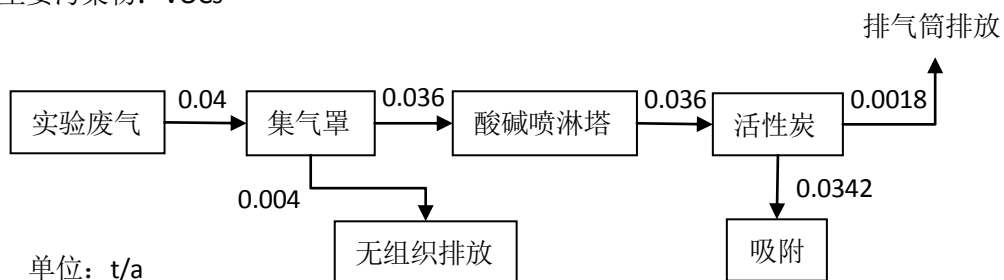 主要污染物：VOCs
排气筒排放
实验废气
0.04
集气罩
0.036
酸碱喷淋塔
0.036
活性炭
0.0018
0.004
0.0342
无组织排放
吸附
单位：t/a